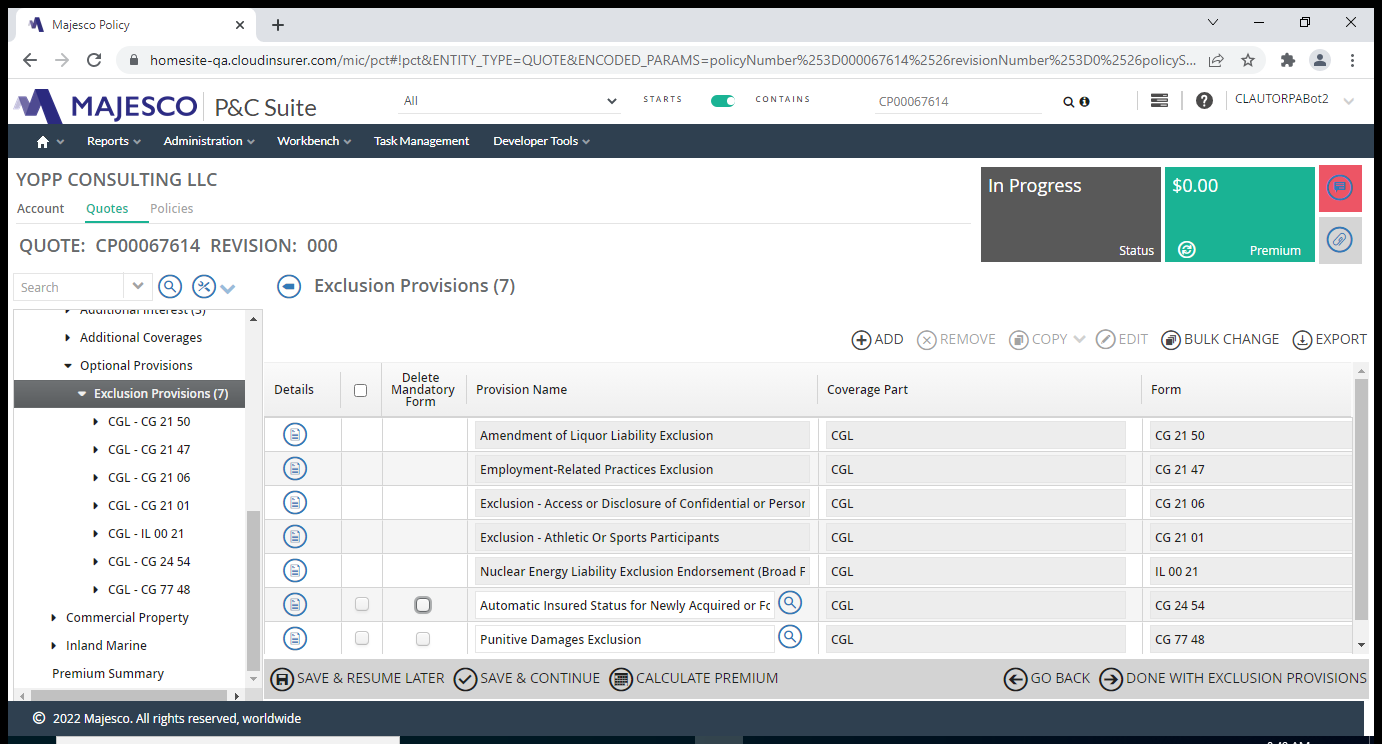 Majesco Policy
homesite-qa.cloudinsurer.com/mic/pct#!pct&ENTITY_TYPE=QUOTE&ENCODED_PARAMS=policyNumber%253D000067614%2526revisionNumber%253D0%2526policyS...
MAJESCO P&C Suite
All
STARTS
CONTAINS
CP00067614
CLAUTORPABot2
Reports Administration Workbench Task Management Developer Tools
YOPP CONSULTING LLC
Account Quotes Policies
In Progress
Status
$0.00
Premium
QUOTE: CP00067614 REVISION: 000
Search
Exclusion Provisions (7)
Additional Interest (3)
Additional Coverages
Optional Provisions
Exclusion Provisions (7)
CGL - CG 21 50
CGL - CG 21 47
CGL - CG 21 06
CGL - CG 21 01
CGL - IL 00 21
CGL - CG 24 54
CGL - CG 77 48
Commercial Property
Inland Marine
Premium Summary
ADD REMOVE COPY EDIT BULK CHANGE EXPORT
Details Delete Mandatory Form Provision Name Coverage Part Form
Amendment of Liquor Liability Exclusion CGL CG 21 50
Employment-Related Practices Exclusion CGL CG 21 47
Exclusion - Access or Disclosure of Confidential or Person CGL CG 21 06
Exclusion - Athletic Or Sports Participants CGL CG 21 01
Nuclear Energy Liability Exclusion Endorsement (Broad F CGL IL 00 21
Automatic Insured Status for Newly Acquired or Fo CGL CG 24 54
Punitive Damages Exclusion CGL CG 77 48
SAVE & RESUME LATER SAVE & CONTINUE CALCULATE PREMIUM GO BACK DONE WITH EXCLUSION PROVISIONS
© 2022 Majesco. All rights reserved, worldwide